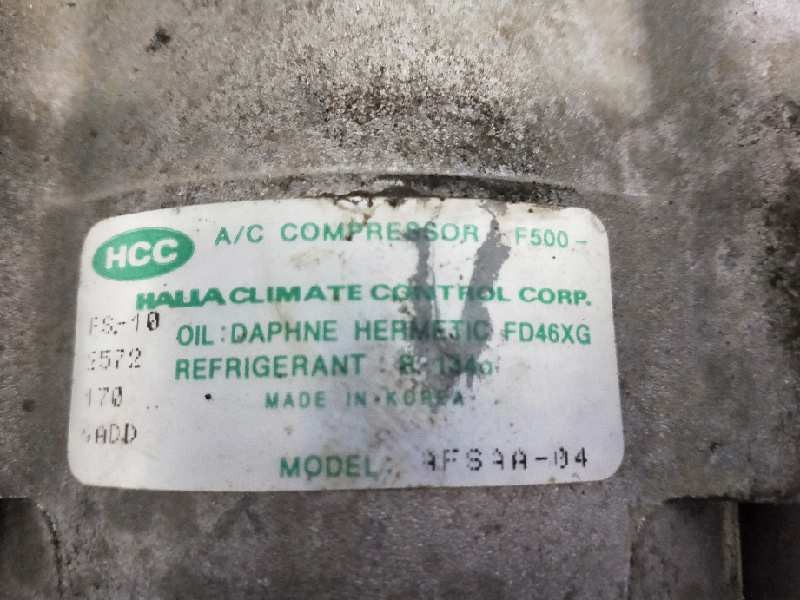 HCC A/C COMPRESSOR F500-
HALLA CLIMATE CONTROL CORP.
FS-10 OIL : DAPHNE HERMETIC FD46XG
REFRIGERANT : R-134a
170 MADE IN KOREA
MODEL: AFSAA-04